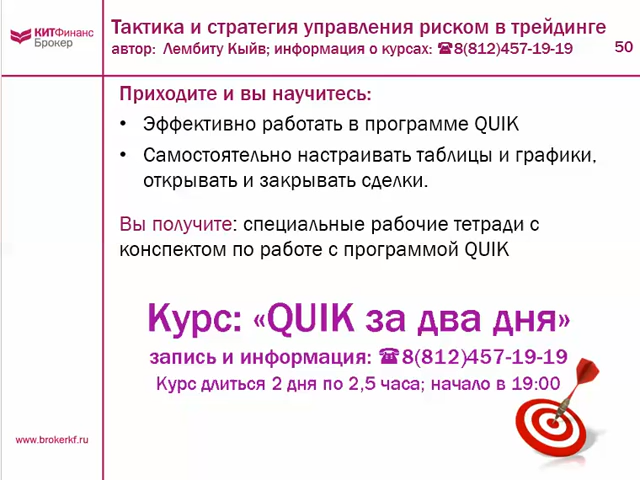 КИТФинанс
Брокер
Тактика и стратегия управления риском в трейдинге
автор: Лембиту Кыйв; информация о курсах: ☎8(812)457-19-19
50
Приходите и вы научитесь:
• Эффективно работать в программе QUIK
• Самостоятельно настраивать таблицы и графики,
открывать и закрывать сделки.
Вы получите: специальные рабочие тетради с
конспектом по работе с программой QUIK
Курс: «QUIK за два дня»
запись и информация: ☎8(812)457-19-19
Курс длиться 2 дня по 2,5 часа; начало в 19:00
www.brokerkf.ru